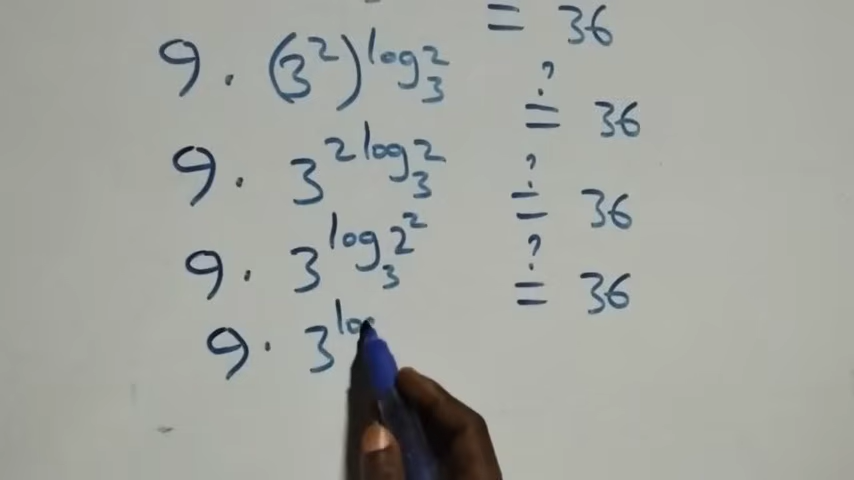 = 36
9 · (3²)^log₃2 ≟ 36
9 · 3^2log₃2 ≟ 36
9 · 3^log₃2² ≟ 36
9 · 3^lo